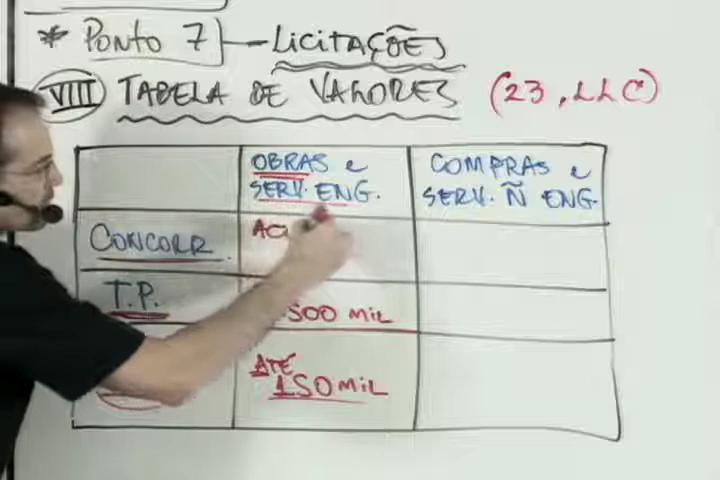 * PONTO 7 — LICITAÇÕES
VIII TABELA DE VALORES (23, LLC)
OBRAS e
SERV. ENG.
COMPRAS e
SERV. Ñ ENG.
CONCORR.
T.P.
500 MIL
ATÉ
150 MIL